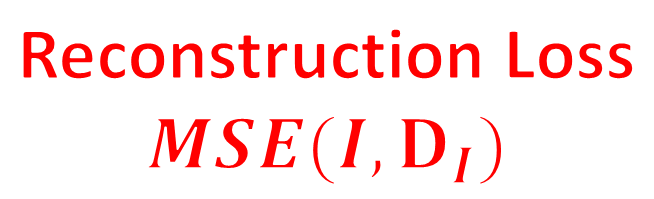 Reconstruction Loss
MSE(I, D_I)